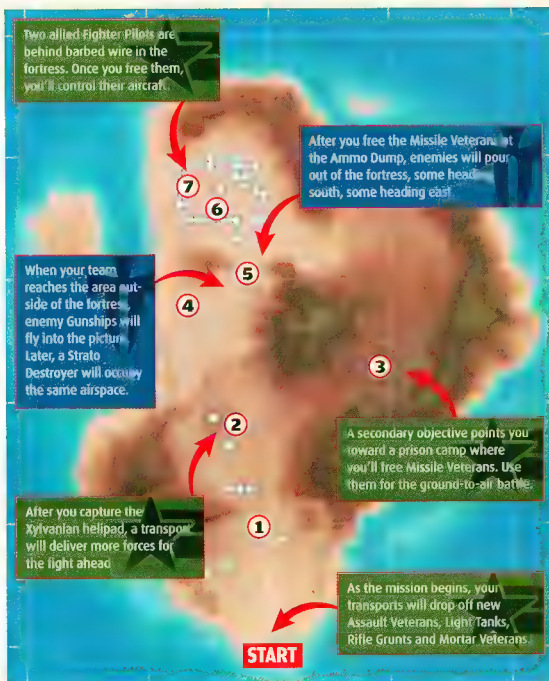 Two allied Fighter Pilots are
behind barbed wire in the
fortress. Once you free them,
you'll control their aircraft.
After you free the Missile Veterans at
the Ammo Dump, enemies will pour
out of the fortress, some heading
south, some heading east.
7
6
5
When your team
reaches the area out-
side of the fortress,
enemy Gunships will
fly into the picture.
Later, a Strato
Destroyer will occupy
the same airspace.
4
3
2
A secondary objective points you
toward a prison camp where
you'll free Missile Veterans. Use
them for the ground-to-air battle.
After you capture the
Xylvanian helipad, a transport
will deliver more forces for
the fight ahead.
1
As the mission begins, your
transports will drop off new
Assault Veterans, Light Tanks,
Rifle Grunts and Mortar Veterans.
START